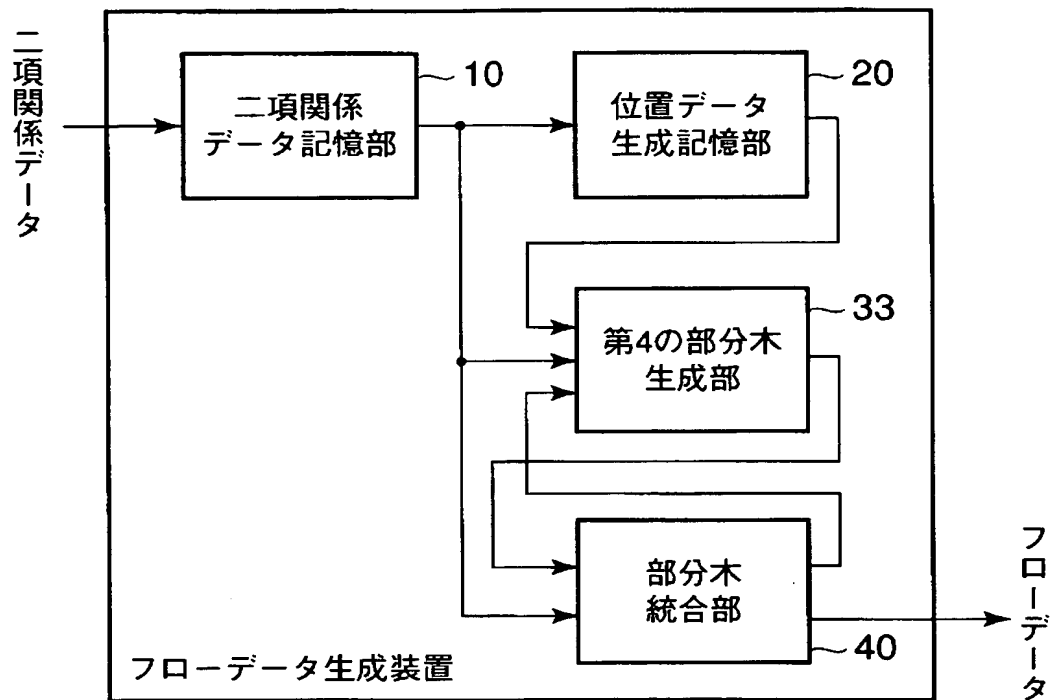 二項関係データ
二項関係
データ記憶部
10
位置データ
生成記憶部
20
第4の部分木
生成部
33
部分木
統合部
40
フローデータ
フローデータ生成装置